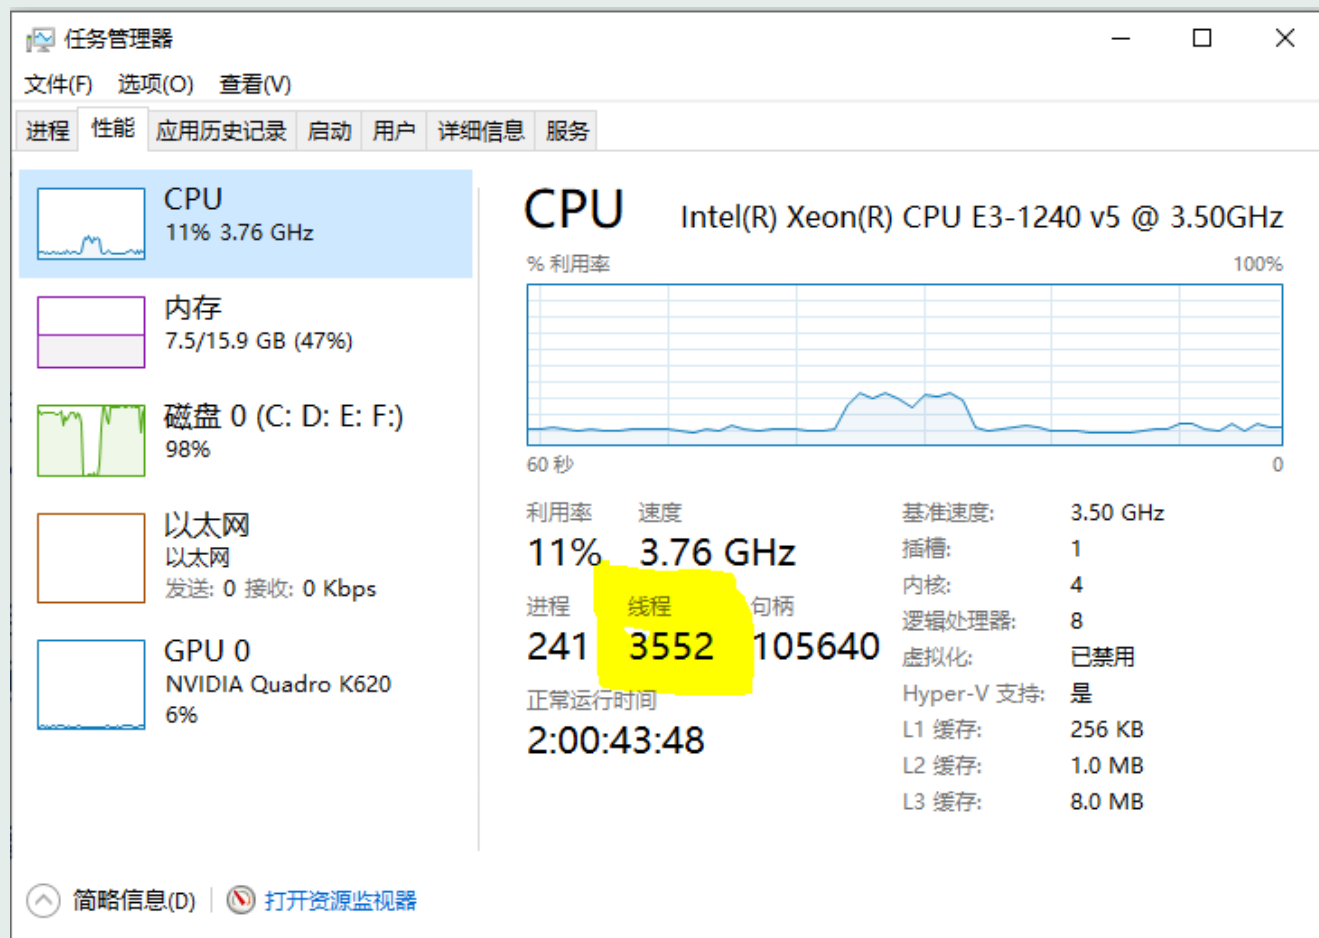 任务管理器
文件(F) 选项(O) 查看(V)
进程 性能 应用历史记录 启动 用户 详细信息 服务
CPU
11% 3.76 GHz
内存
7.5/15.9 GB (47%)
磁盘 0 (C: D: E: F:)
98%
以太网
以太网
发送: 0 接收: 0 Kbps
GPU 0
NVIDIA Quadro K620
6%
CPU Intel(R) Xeon(R) CPU E3-1240 v5 @ 3.50GHz
% 利用率 100%
60 秒 0
利用率 速度
11% 3.76 GHz
进程 线程 句柄
241 3552 105640
正常运行时间
2:00:43:48
基准速度: 3.50 GHz
插槽: 1
内核: 4
逻辑处理器: 8
虚拟化: 已禁用
Hyper-V 支持: 是
L1 缓存: 256 KB
L2 缓存: 1.0 MB
L3 缓存: 8.0 MB
简略信息(D) 打开资源监视器